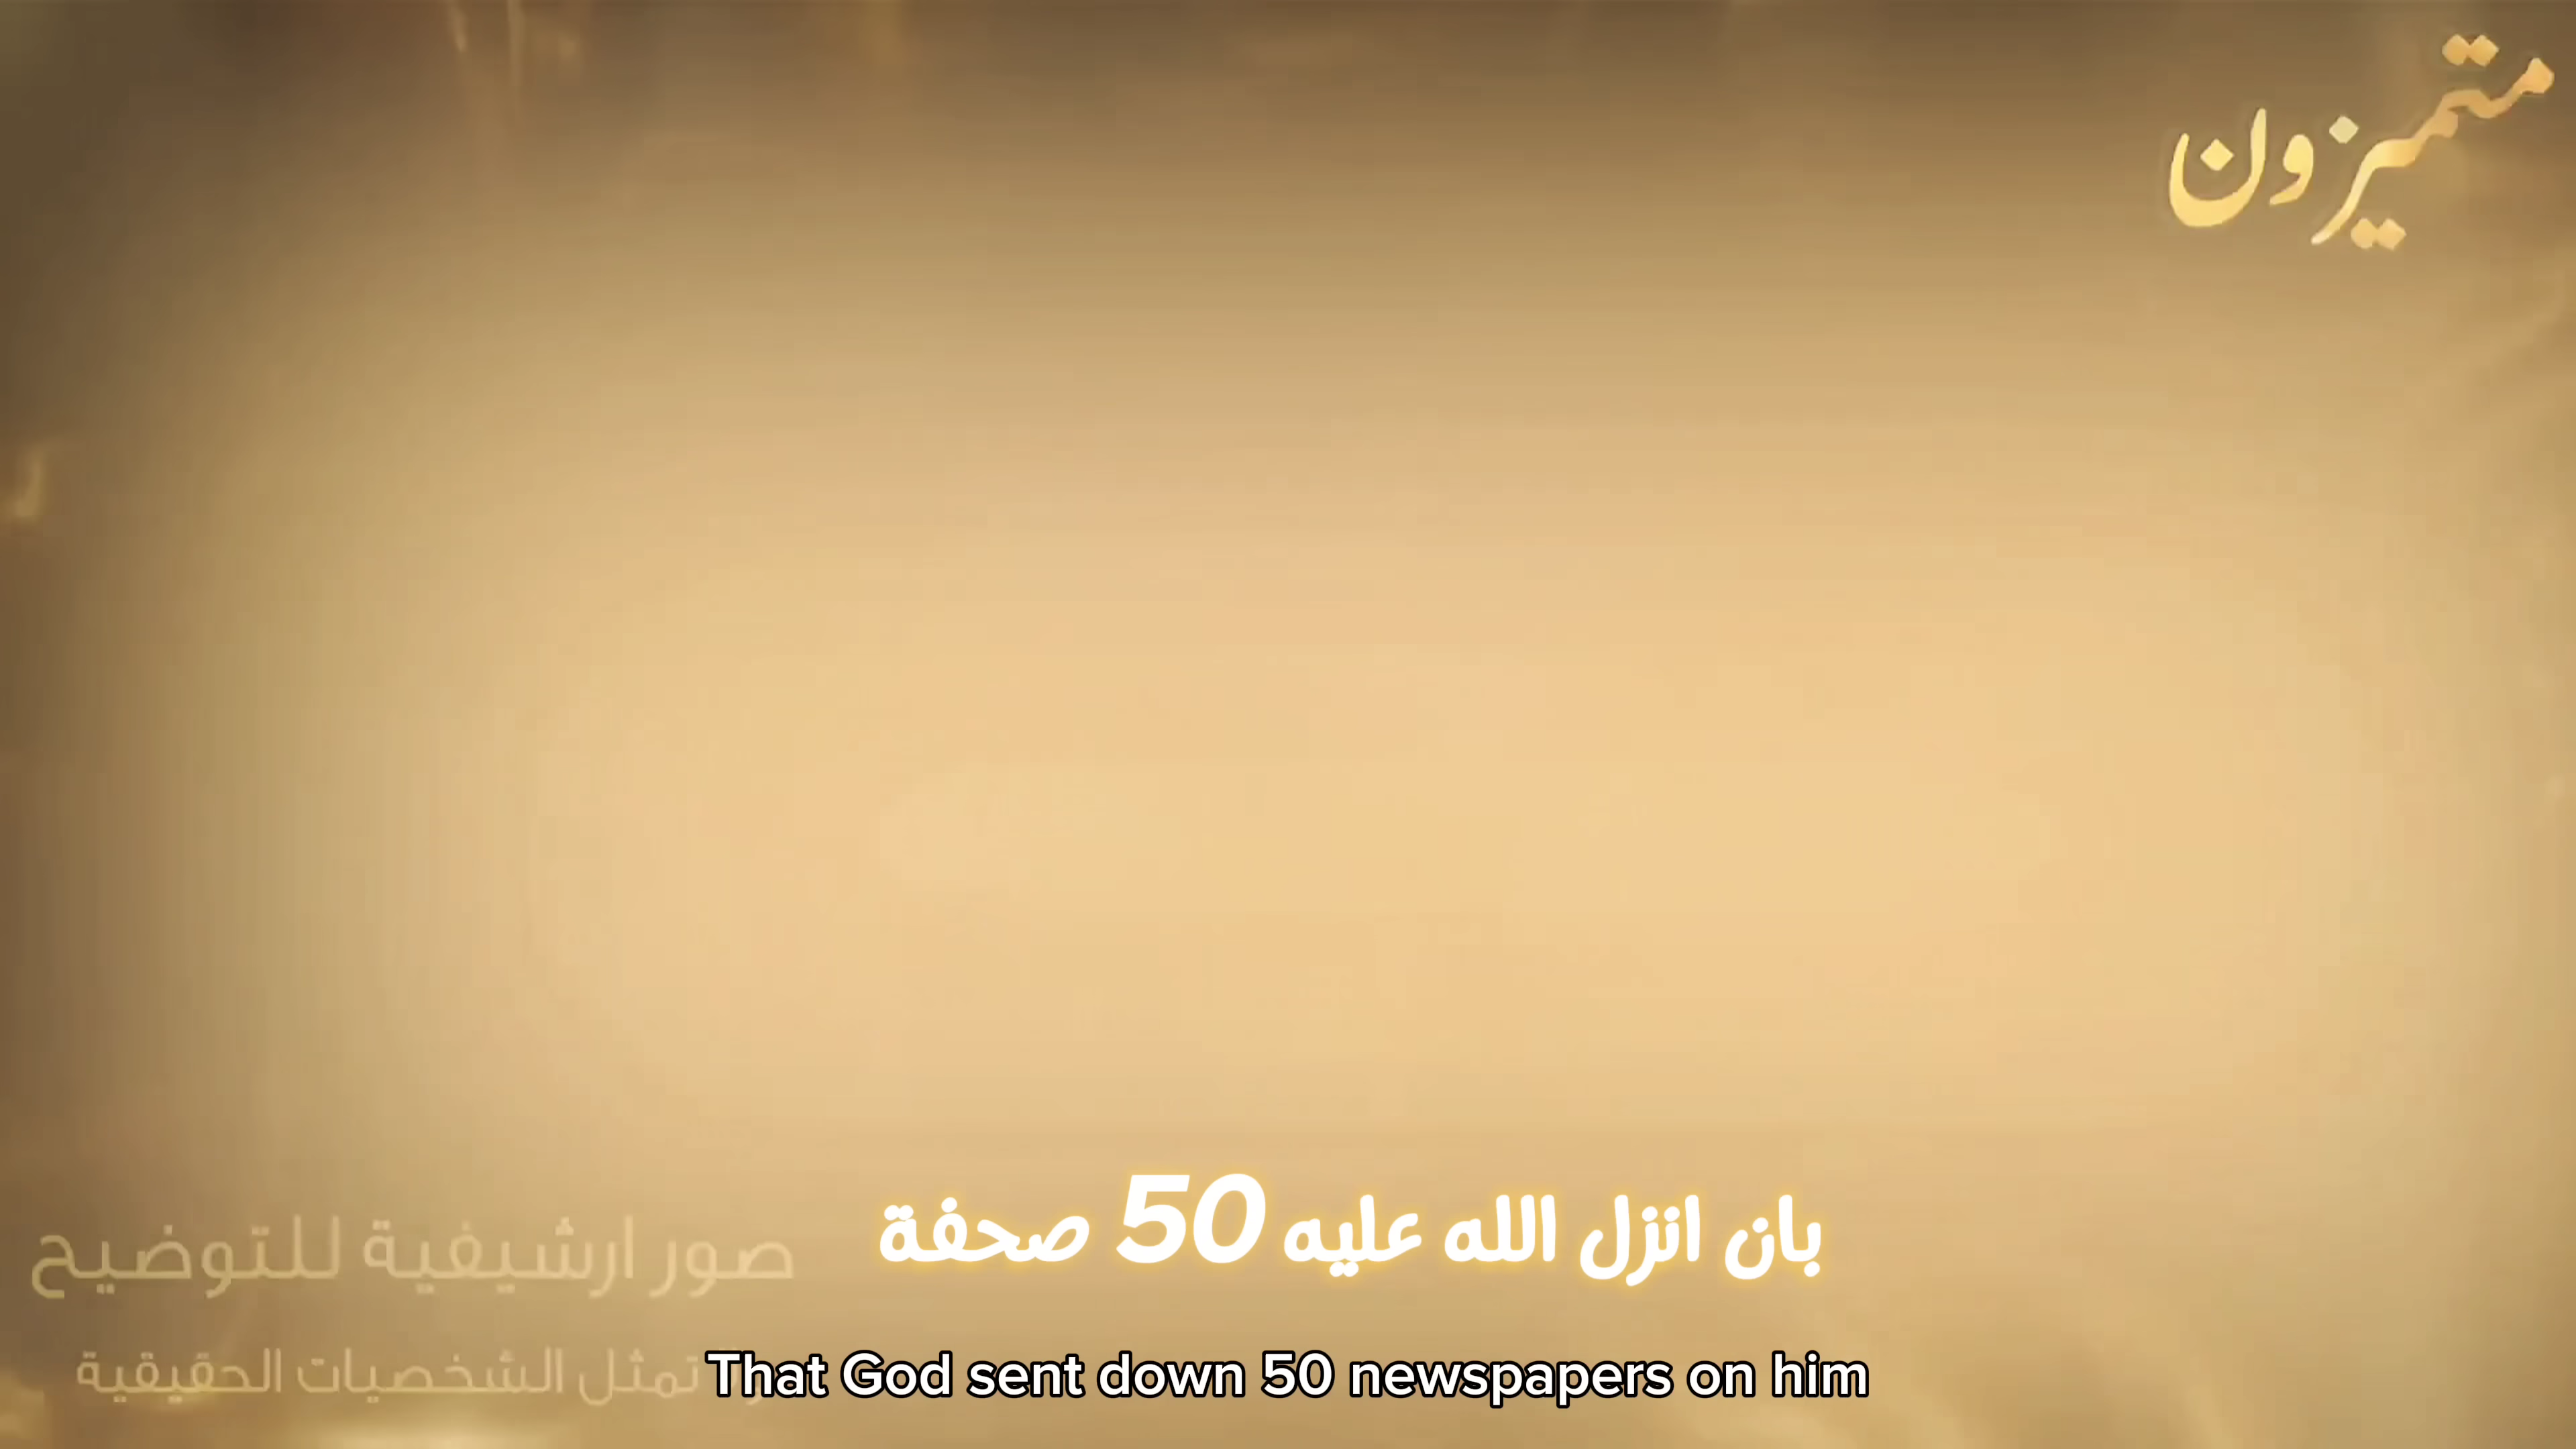 متميزون
بان انزل الله عليه 50 صحفة
صور ارشيفية للتوضيح
تمثل الشخصيات الحقيقية
That God sent down 50 newspapers on him